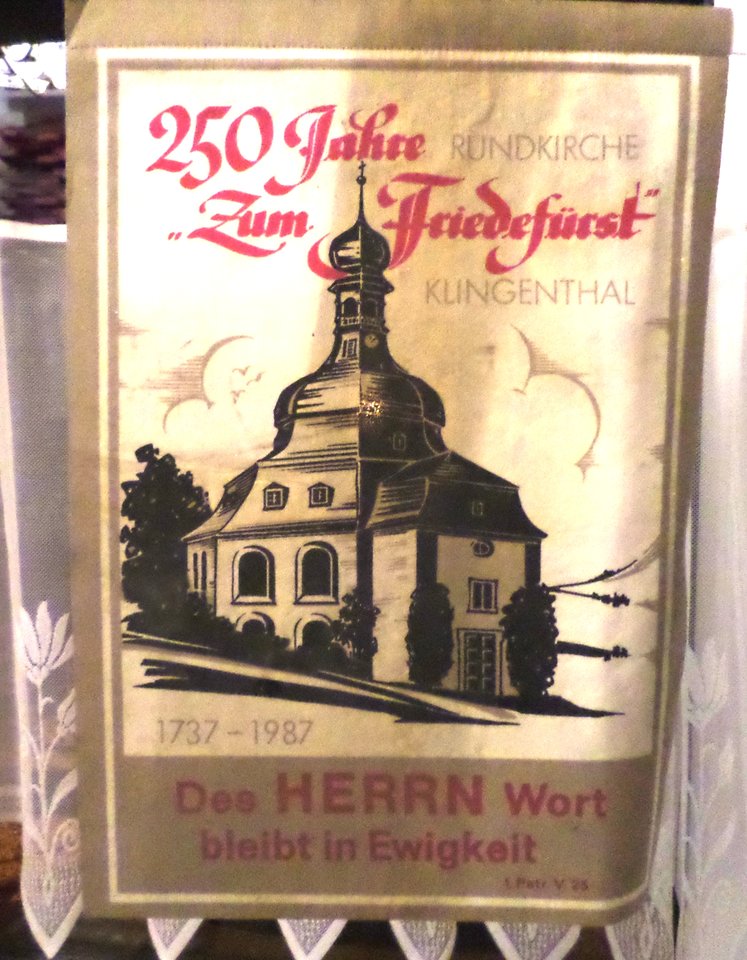 250 Jahre RUNDKIRCHE
„Zum Friedefürst“
KLINGENTHAL
1737 – 1987
Des HERRN Wort
bleibt in Ewigkeit
1. Petr. V. 25